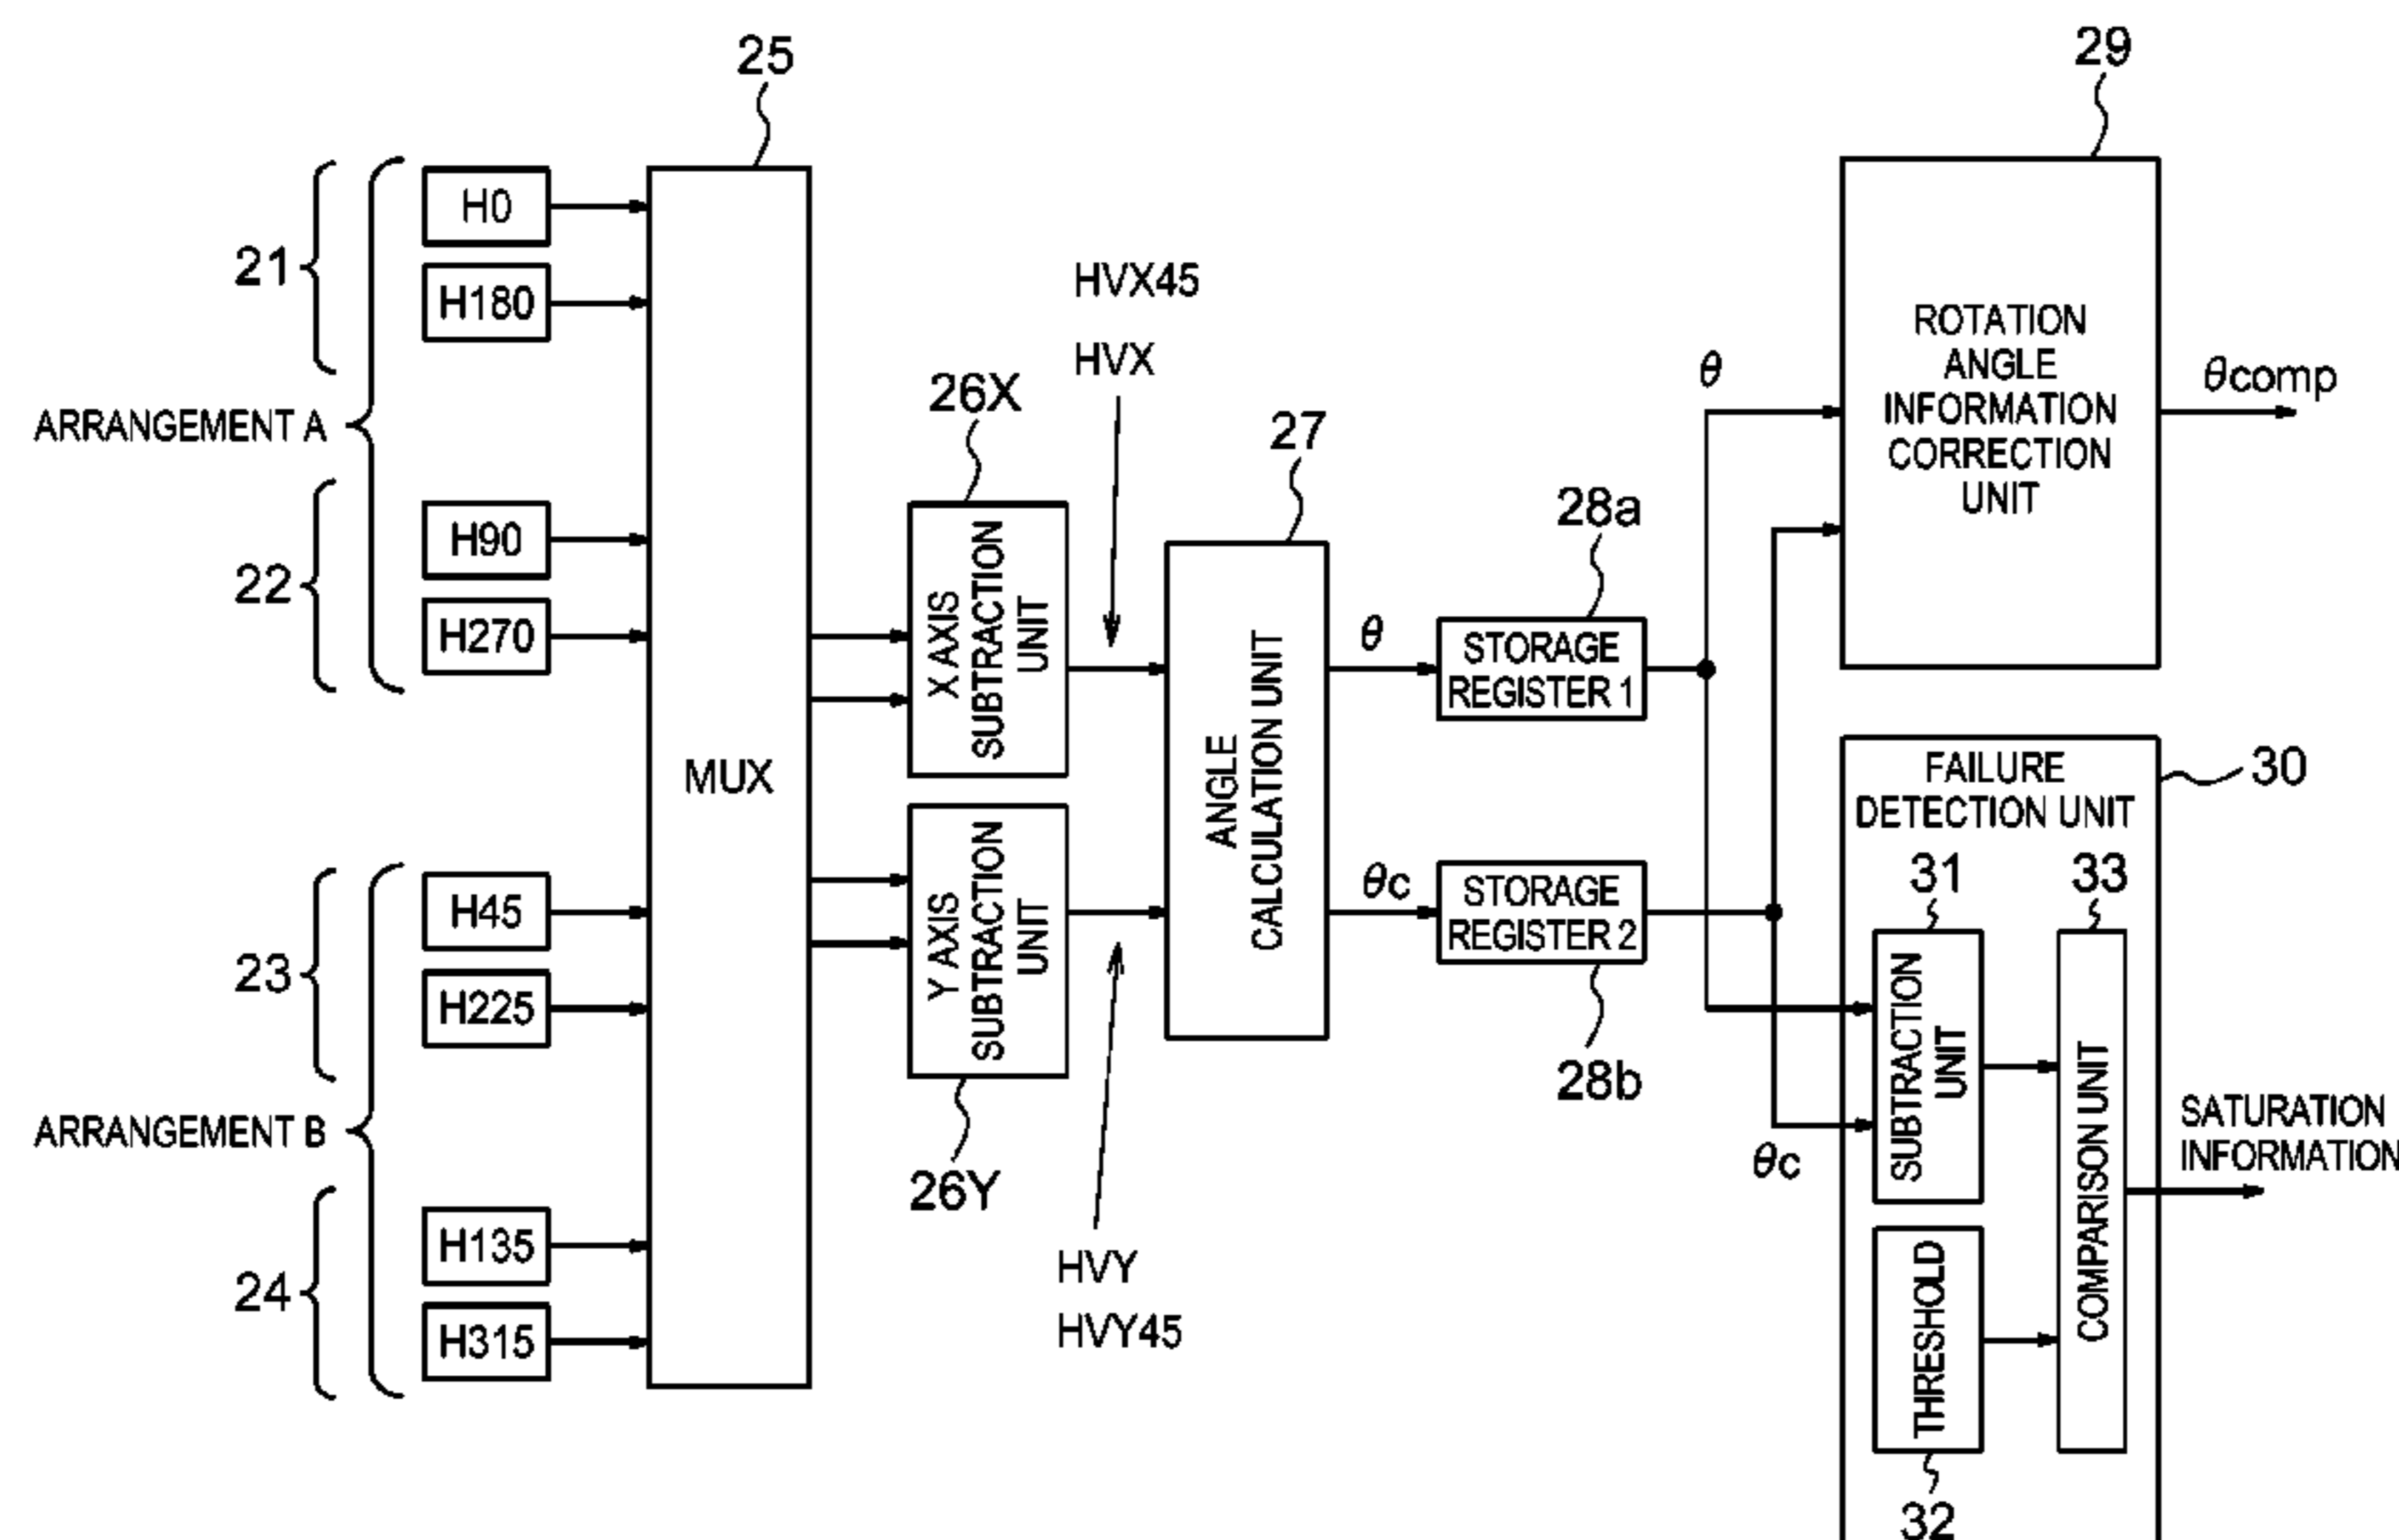 25
29
21
H0
H180
ARRANGEMENT A
22
H90
H270
23
H45
H225
ARRANGEMENT B
24
H135
H315
MUX
26X
X AXIS
SUBTRACTION
UNIT
HVX45
HVX
Y AXIS
SUBTRACTION
UNIT
26Y
HVY
HVY45
27
ANGLE
CALCULATION UNIT
θ
θc
28a
STORAGE
REGISTER 1
STORAGE
REGISTER 2
28b
θ
θc
ROTATION
ANGLE
INFORMATION
CORRECTION
UNIT
θcomp
FAILURE
DETECTION UNIT
30
31
33
SUBTRACTION
UNIT
COMPARISON UNIT
THRESHOLD
32
SATURATION
INFORMATION